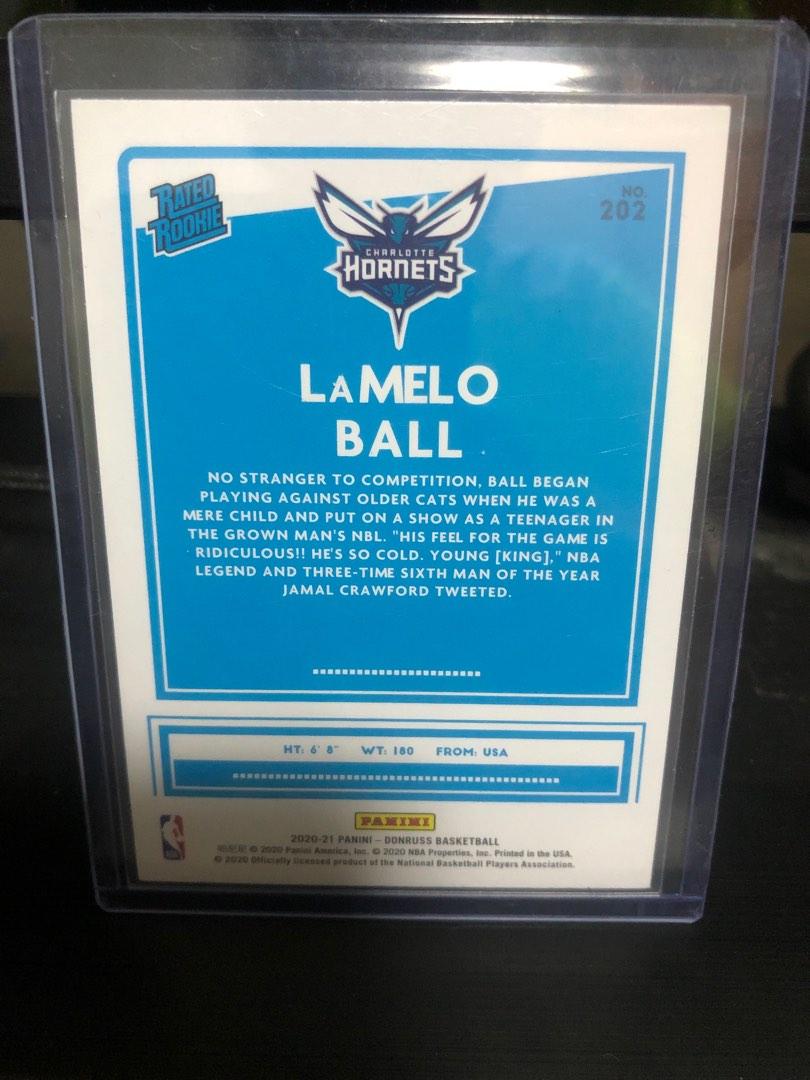 RATED
ROOKIE
NO.
202
CHARLOTTE
HORNETS
LAMELO
BALL
NO STRANGER TO COMPETITION, BALL BEGAN
PLAYING AGAINST OLDER CATS WHEN HE WAS A
MERE CHILD AND PUT ON A SHOW AS A TEENAGER IN
THE GROWN MAN'S NBL. "HIS FEEL FOR THE GAME IS
RIDICULOUS!! HE'S SO COLD. YOUNG [KING]," NBA
LEGEND AND THREE-TIME SIXTH MAN OF THE YEAR
JAMAL CRAWFORD TWEETED.
HT: 6' 8" WT: 180 FROM: USA
PANINI
2020-21 PANINI – DONRUSS BASKETBALL
© 2020 Panini America, Inc. © 2020 NBA Properties, Inc. Printed in the USA.
© 2020 Officially licensed product of the National Basketball Players Association.